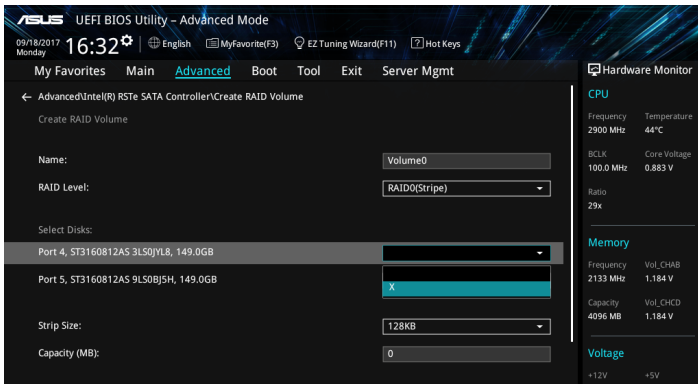 ASUS UEFI BIOS Utility – Advanced Mode
09/18/2017 Monday 16:32 English MyFavorite(F3) EZ Tuning Wizard(F11) ? Hot Keys
My Favorites Main Advanced Boot Tool Exit Server Mgmt
← Advanced\Intel(R) RSTe SATA Controller\Create RAID Volume
Create RAID Volume
Name: Volume0
RAID Level: RAID0(Stripe)
Select Disks:
Port 4, ST3160812AS 3LS0JYL8, 149.0GB
Port 5, ST3160812AS 9LS0BJ5H, 149.0GB
X
Strip Size: 128KB
Capacity (MB): 0
Hardware Monitor
CPU
Frequency Temperature
2900 MHz 44°C
BCLK Core Voltage
100.0 MHz 0.883 V
Ratio
29x
Memory
Frequency Vol_CHAB
2133 MHz 1.184 V
Capacity Vol_CHCD
4096 MB 1.184 V
Voltage
+12V +5V